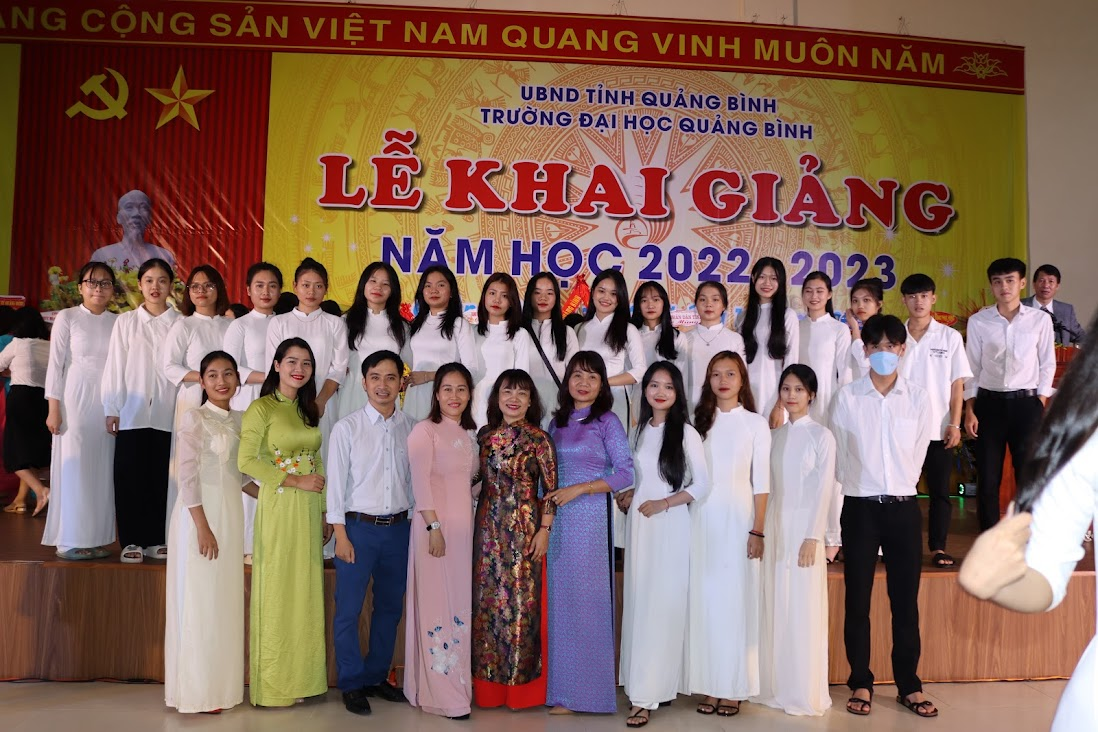 ANG CỘNG SẢN VIỆT NAM QUANG VINH MUÔN NĂM
UBND TỈNH QUẢNG BÌNH
TRƯỜNG ĐẠI HỌC QUẢNG BÌNH
LỄ KHAI GIẢNG
NĂM HỌC 2022 - 2023